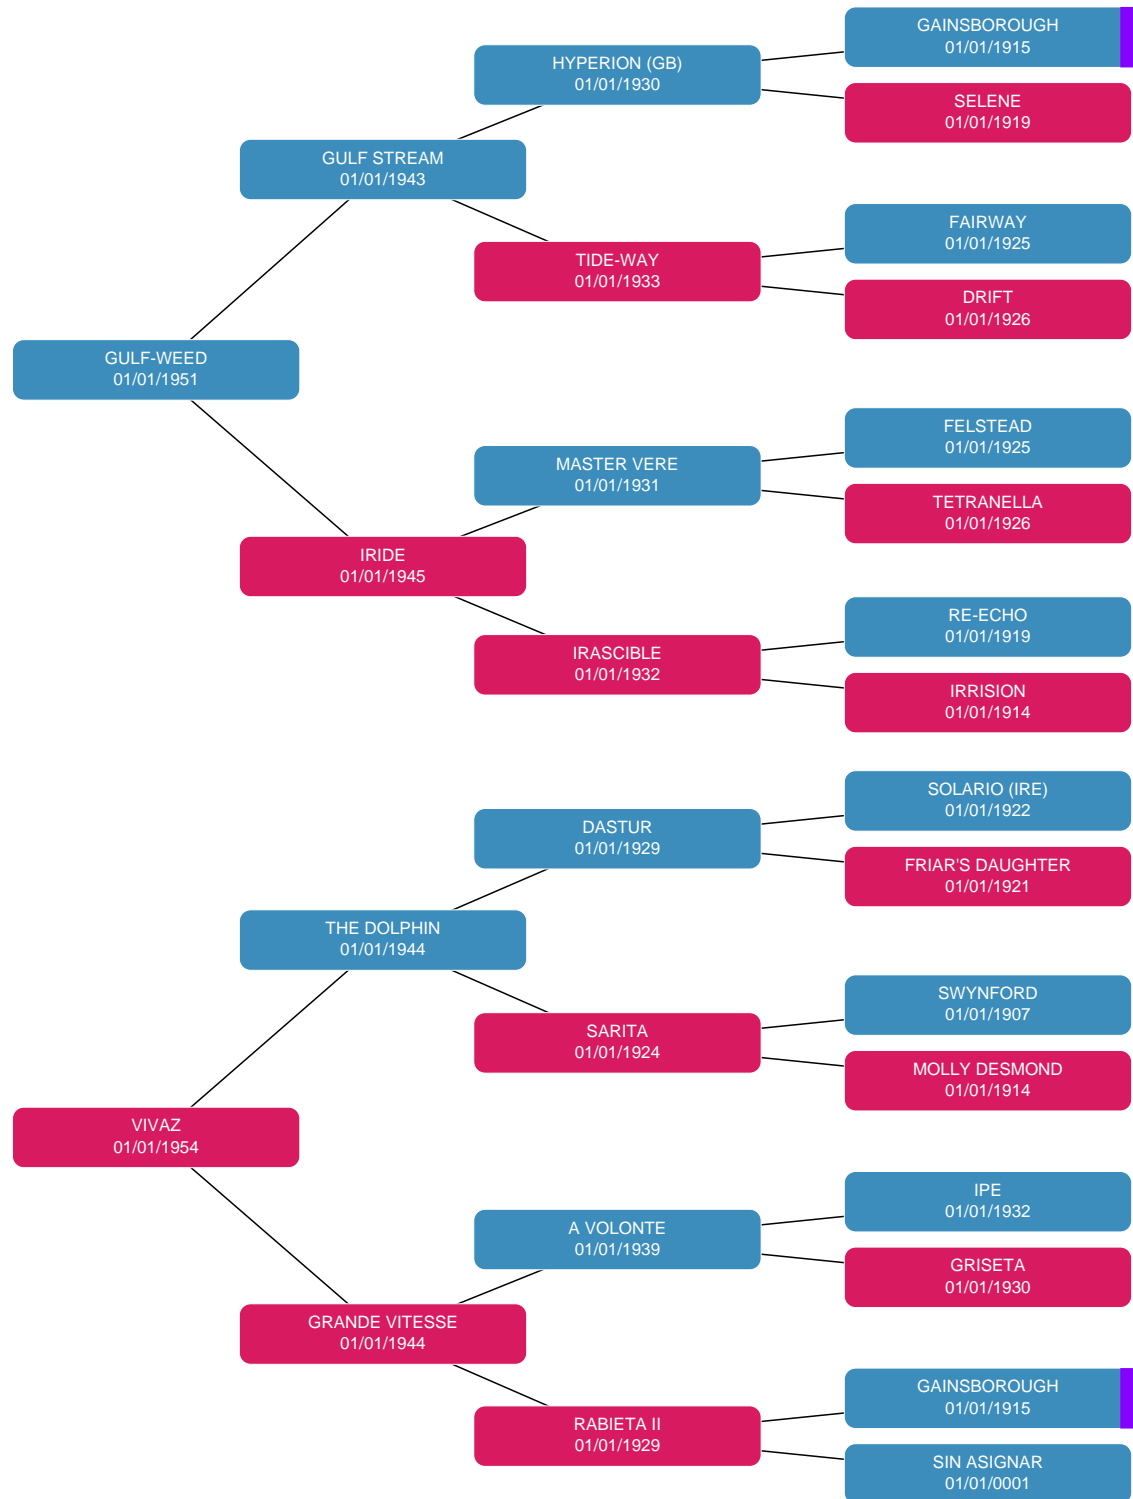 GAINSBOROUGH
01/01/1915
HYPERION (GB)
01/01/1930
SELENE
01/01/1919
GULF STREAM
01/01/1943
FAIRWAY
01/01/1925
TIDE-WAY
01/01/1933
DRIFT
01/01/1926
GULF-WEED
01/01/1951
FELSTEAD
01/01/1925
MASTER VERE
01/01/1931
TETRANELLA
01/01/1926
IRIDE
01/01/1945
RE-ECHO
01/01/1919
IRASCIBLE
01/01/1932
IRRISION
01/01/1914
SOLARIO (IRE)
01/01/1922
DASTUR
01/01/1929
FRIAR'S DAUGHTER
01/01/1921
THE DOLPHIN
01/01/1944
SWYNFORD
01/01/1907
SARITA
01/01/1924
MOLLY DESMOND
01/01/1914
VIVAZ
01/01/1954
IPE
01/01/1932
A VOLONTE
01/01/1939
GRISETA
01/01/1930
GRANDE VITESSE
01/01/1944
GAINSBOROUGH
01/01/1915
RABIETA II
01/01/1929
SIN ASIGNAR
01/01/0001